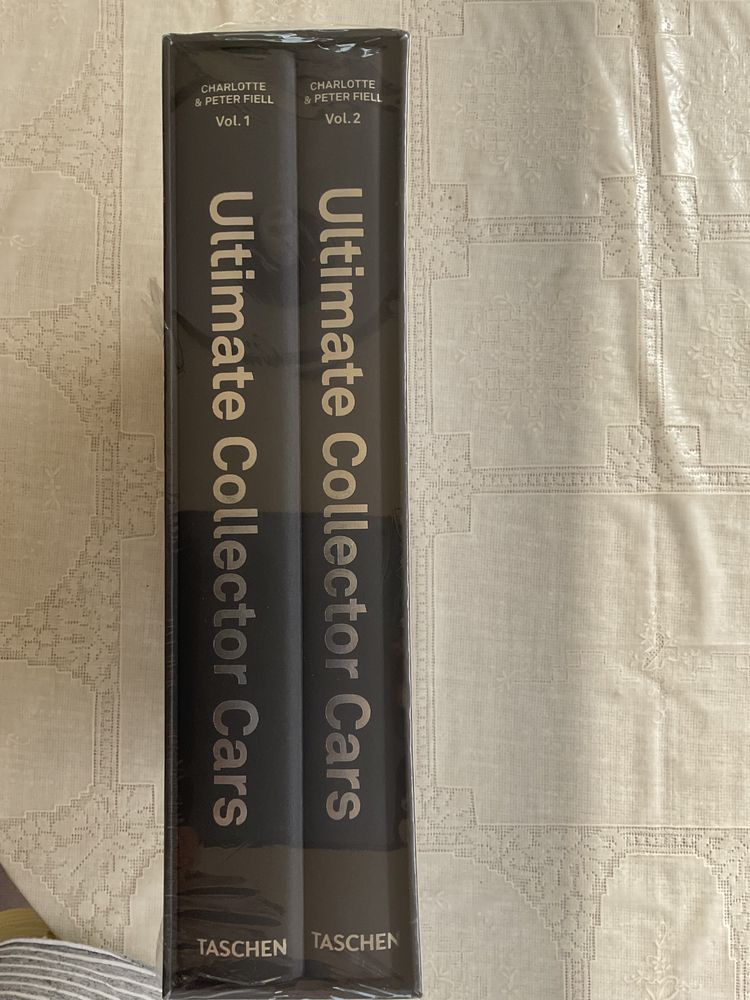 CHARLOTTE
& PETER FIELL
Vol. 1
Ultimate Collector Cars
TASCHEN
CHARLOTTE
& PETER FIELL
Vol. 2
Ultimate Collector Cars
TASCHEN